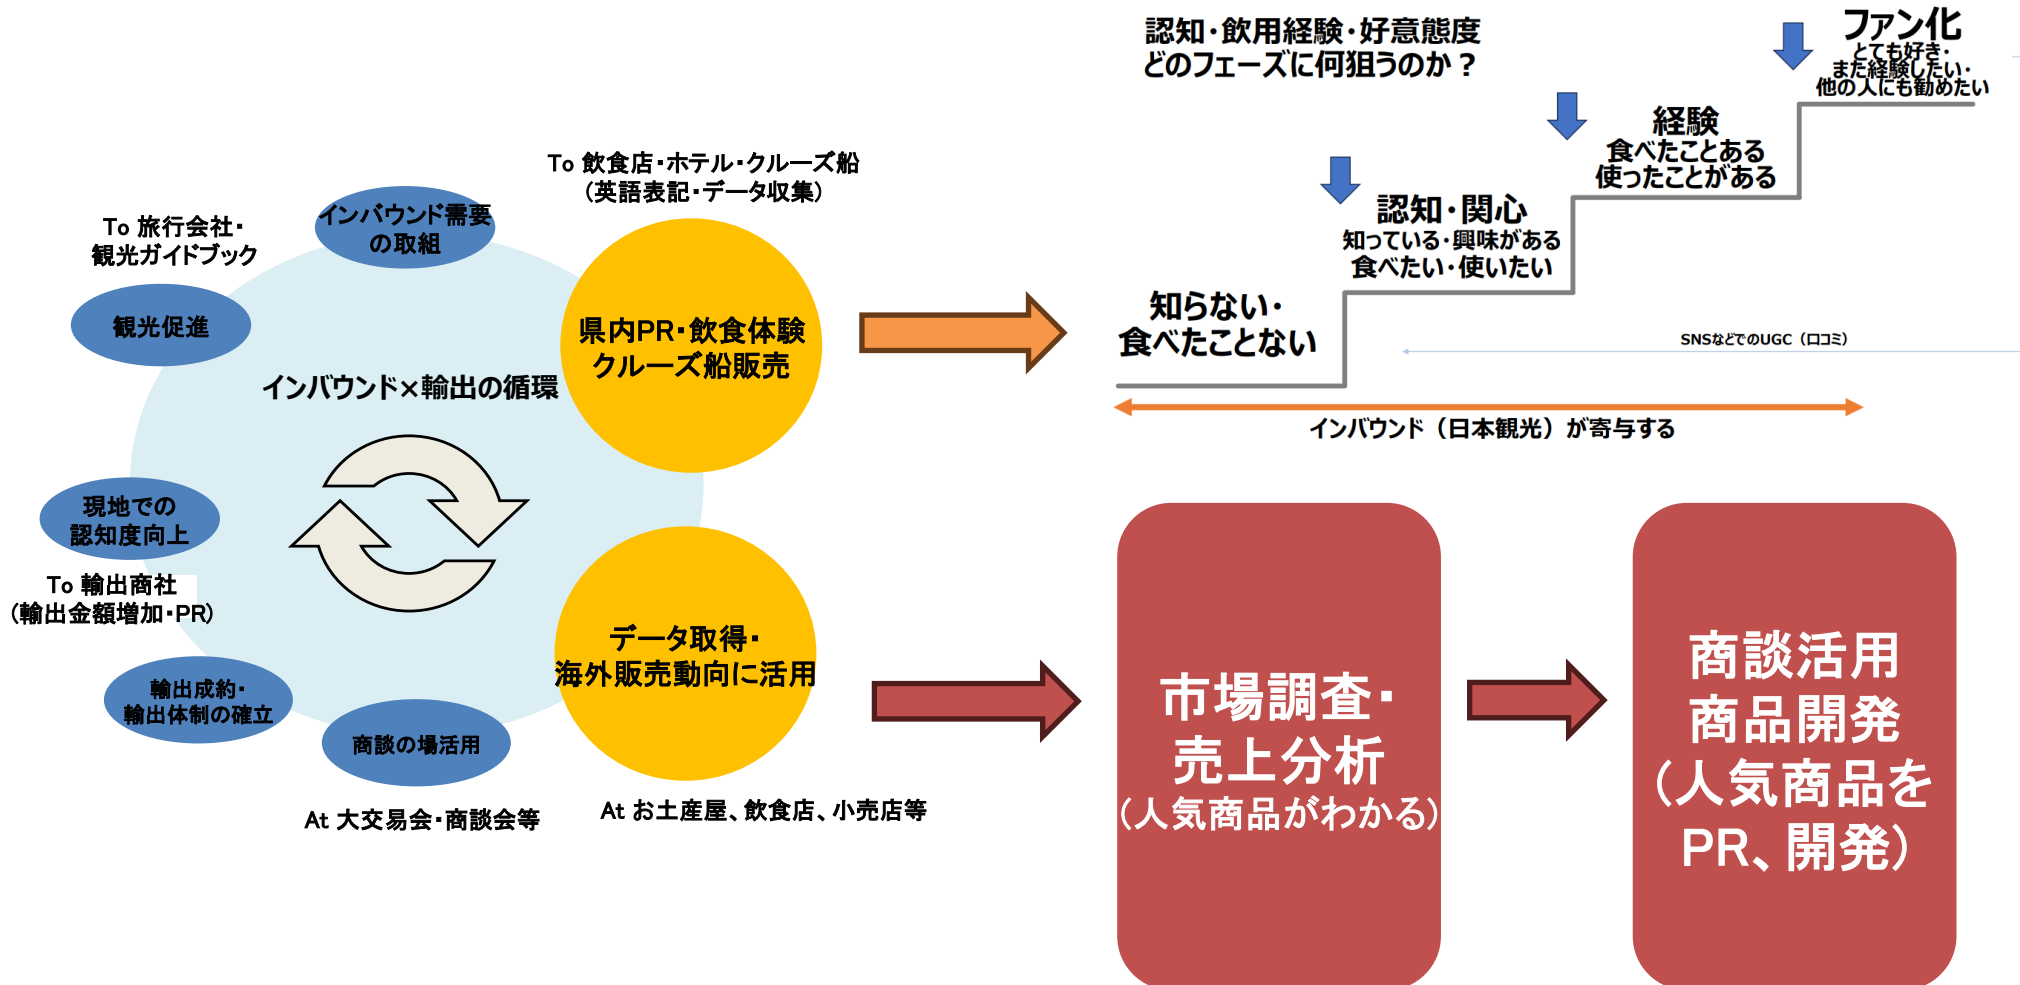 認知・飲用経験・好意態度
どのフェーズに何狙うのか？
ファン化
とても好き・
また経験したい・
他の人にも勧めたい
経験
食べたことある
使ったことがある
認知・関心
知っている・興味がある
食べたい・使いたい
知らない・
食べたことない
SNSなどでのUGC（口コミ）
インバウンド（日本観光）が寄与する
To 飲食店・ホテル・クルーズ船
（英語表記・データ収集）
インバウンド需要
の取組
To 旅行会社・
観光ガイドブック
観光促進
県内PR・飲食体験
クルーズ船販売
インバウンド×輸出の循環
現地での
認知度向上
To 輸出商社
（輸出金額増加・PR）
輸出成約・
輸出体制の確立
商談の場活用
At 大交易会・商談会等
データ取得・
海外販売動向に活用
At お土産屋、飲食店、小売店等
市場調査・
売上分析
（人気商品がわかる）
商談活用
商品開発
（人気商品を
PR、開発）